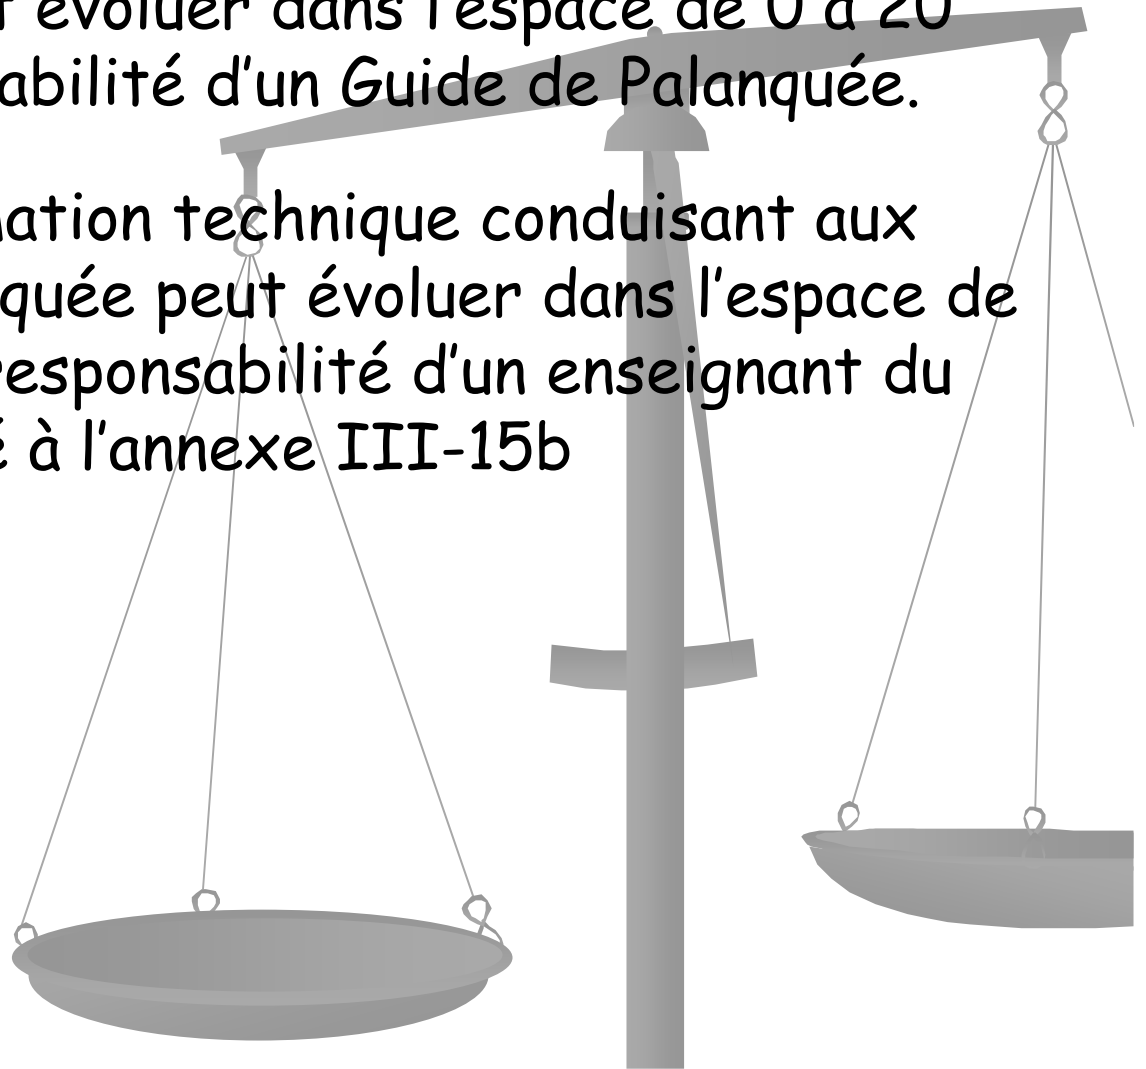 évoluer dans l'espace de 0 à 20
abilité d’un Guide de Palanquée.
ation technique conduisant aux
quée peut évoluer dans l’espace de
responsabilité d’un enseignant du
é à l’annexe III-15b